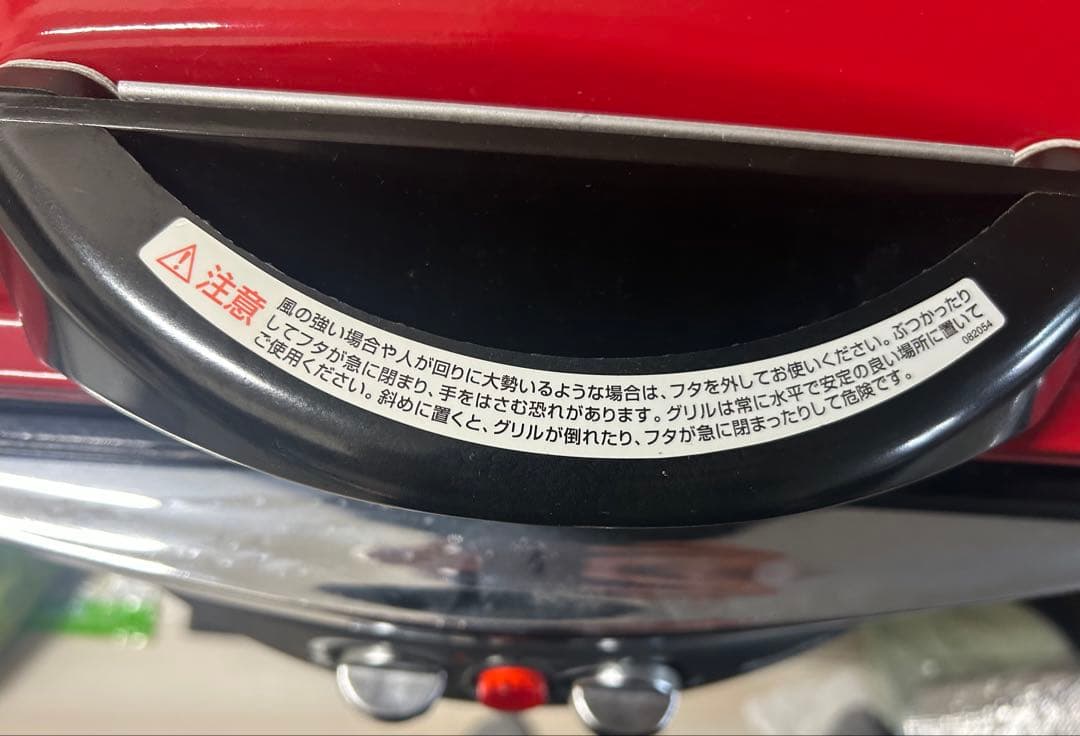 注意
風の強い場合や人が回りに大勢いるような場合は、フタを外してお使いください。ぶつかったり
してフタが急に閉まり、手をはさむ恐れがあります。グリルは常に水平で安定の良い場所に置いて
ご使用ください。斜めに置くと、グリルが倒れたり、フタが急に閉まったりして危険です。
082054